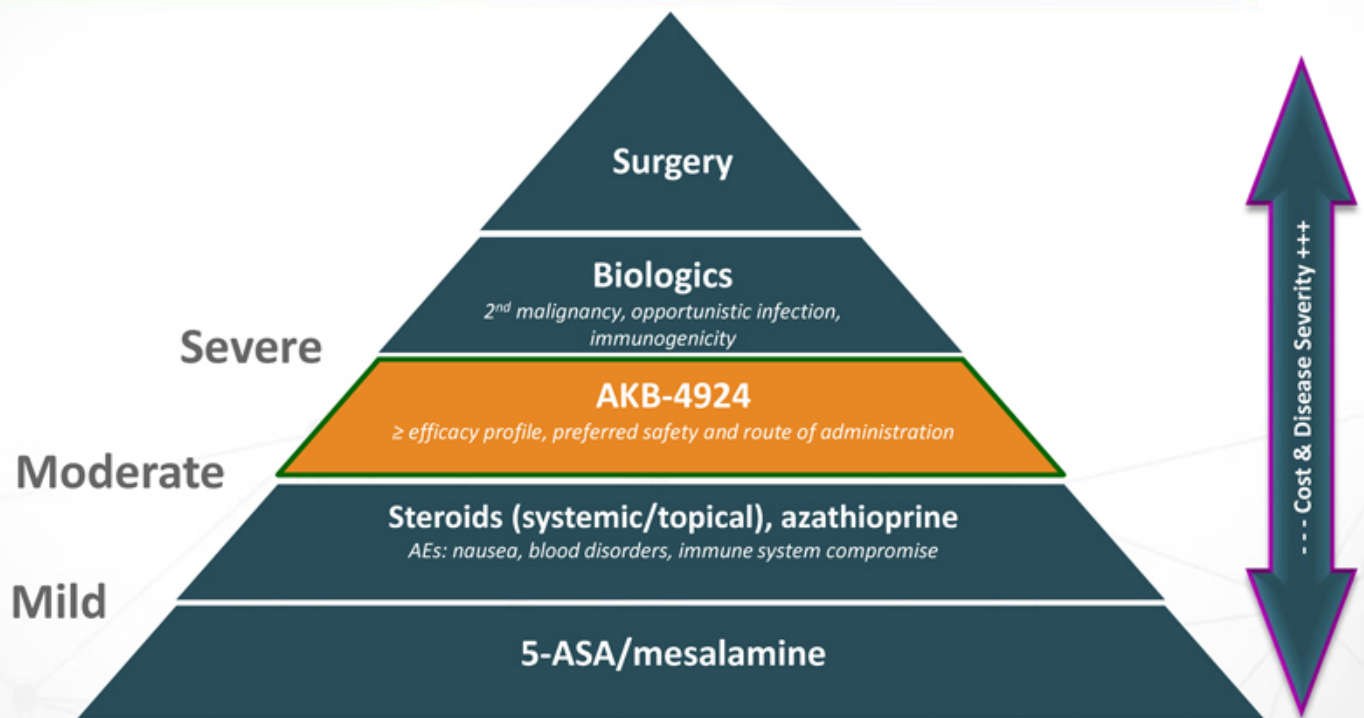 Surgery
Biologics
2nd malignancy, opportunistic infection,
immunogenicity
Severe
AKB-4924
≥ efficacy profile, preferred safety and route of administration
Moderate
Steroids (systemic/topical), azathioprine
AEs: nausea, blood disorders, immune system compromise
Mild
5-ASA/mesalamine
- - - Cost & Disease Severity +++